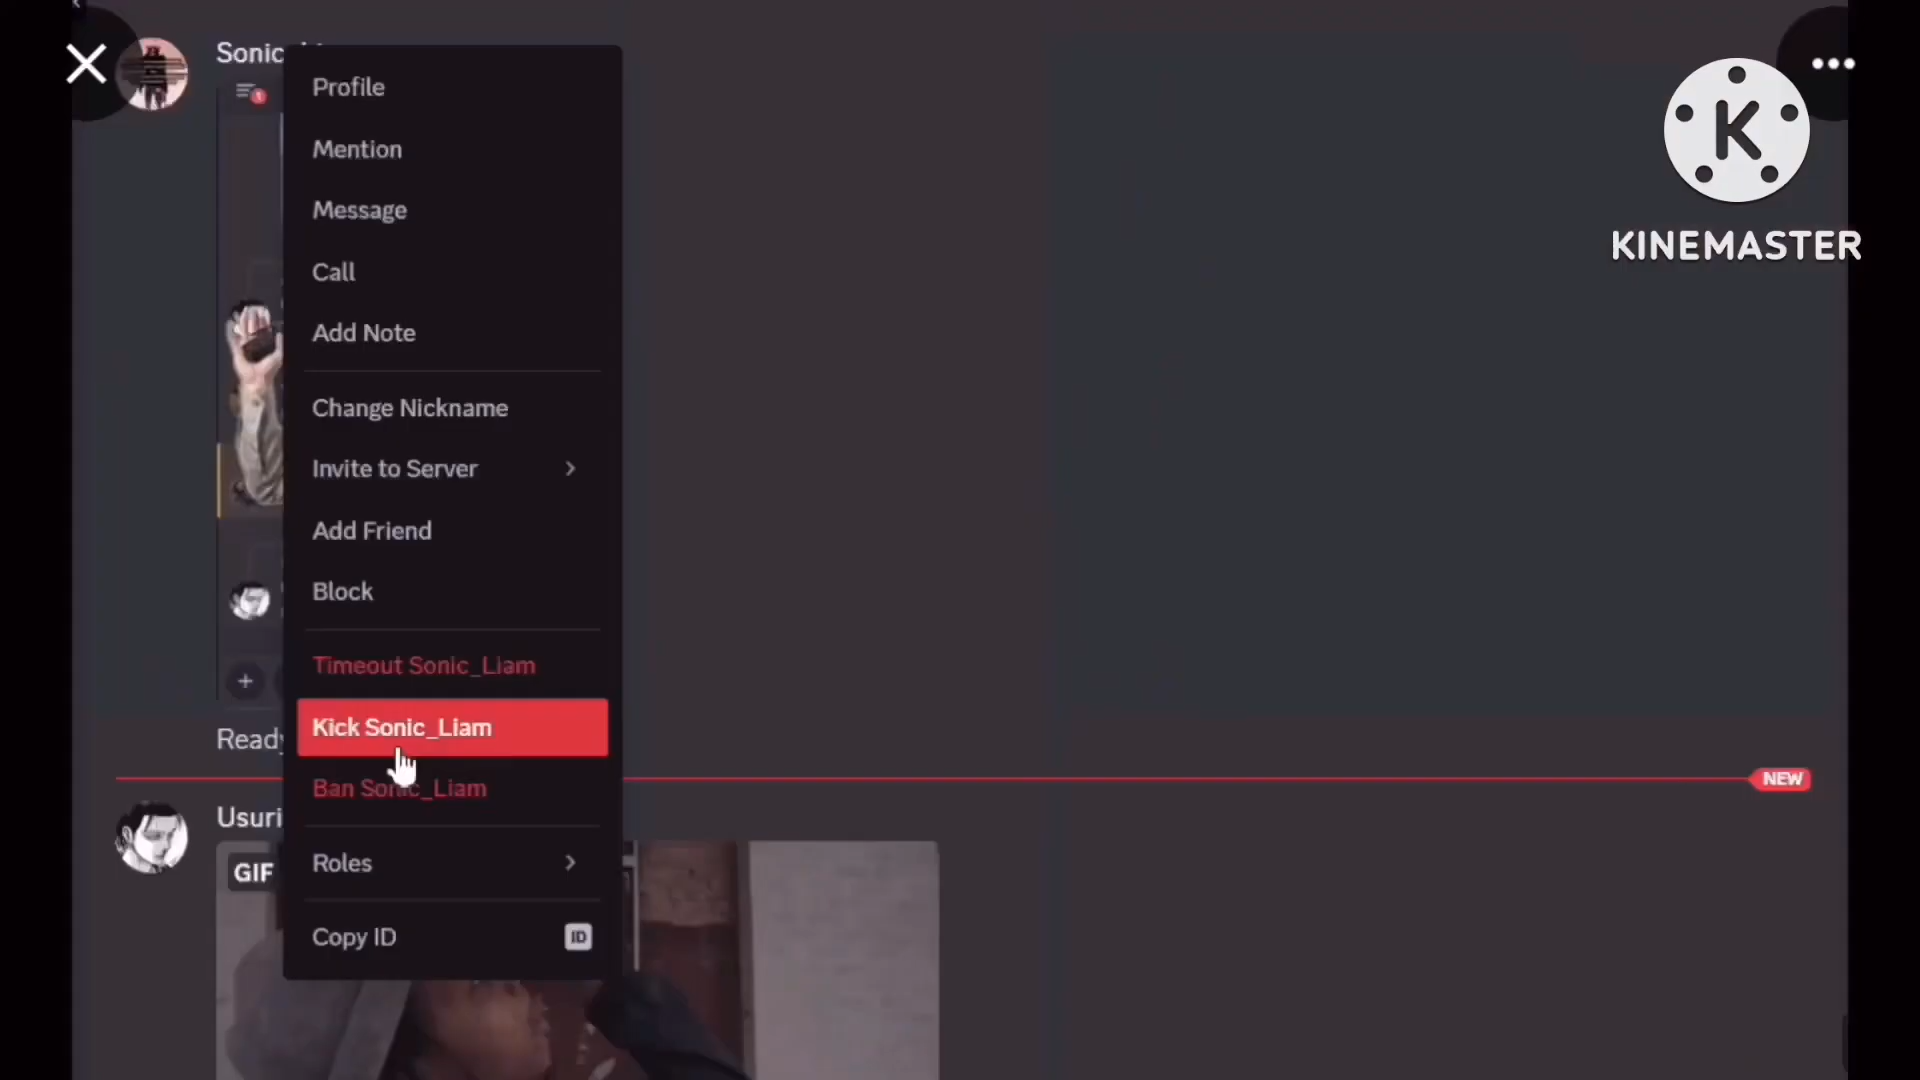 Sonic
Profile
Mention
Message
Call
Add Note
Change Nickname
Invite to Server
Add Friend
Block
Timeout Sonic_Liam
Kick Sonic_Liam
Ready
Ban Sonic_Liam
NEW
Usuri
GIF
Roles
Copy ID
ID
K
KINEMASTER